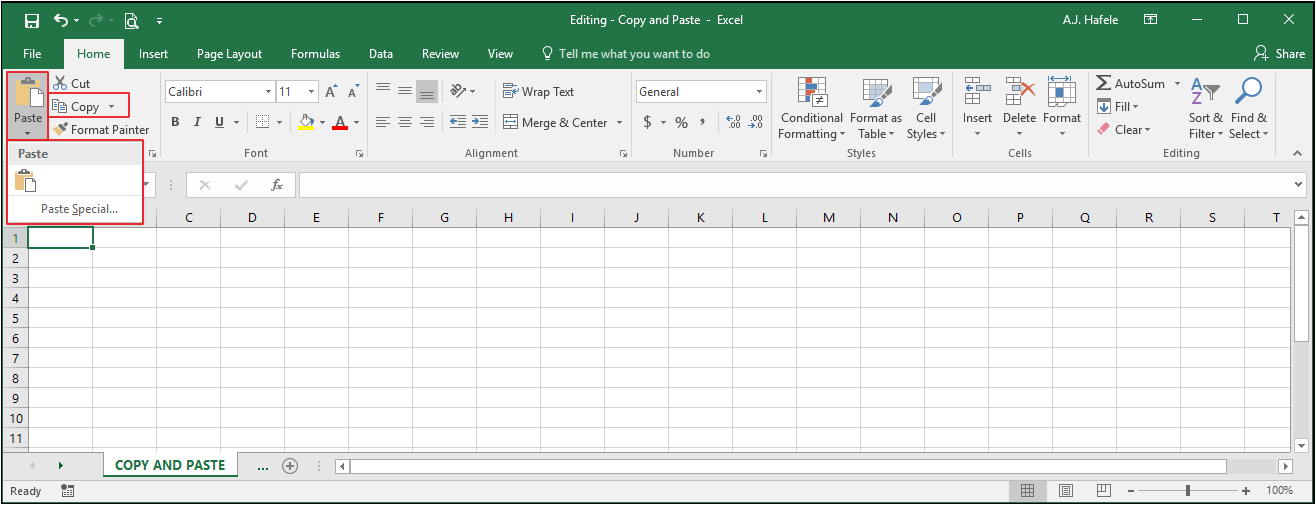 Editing - Copy and Paste - Excel
A.J. Hafele
File Home Insert Page Layout Formulas Data Review View Tell me what you want to do Share
Paste
Cut
Copy
Format Painter
Calibri 11
B I U A
Font
Wrap Text
Merge & Center
Alignment
General
$ % ,
Number
Conditional Formatting
Format as Table
Cell Styles
Styles
Insert Delete Format
Cells
AutoSum
Fill
Clear
Sort & Filter
Find & Select
Editing
Paste
Paste Special...
fx
C D E F G H I J K L M N O P Q R S T
1
2
3
4
5
6
7
8
9
10
11
COPY AND PASTE ...
Ready
100%